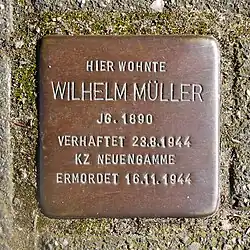 HIER WOHNTE
WILHELM MÜLLER
JG. 1890
VERHAFTET 23.8.1944
KZ NEUENGAMME
ERMORDET 16.11.1944